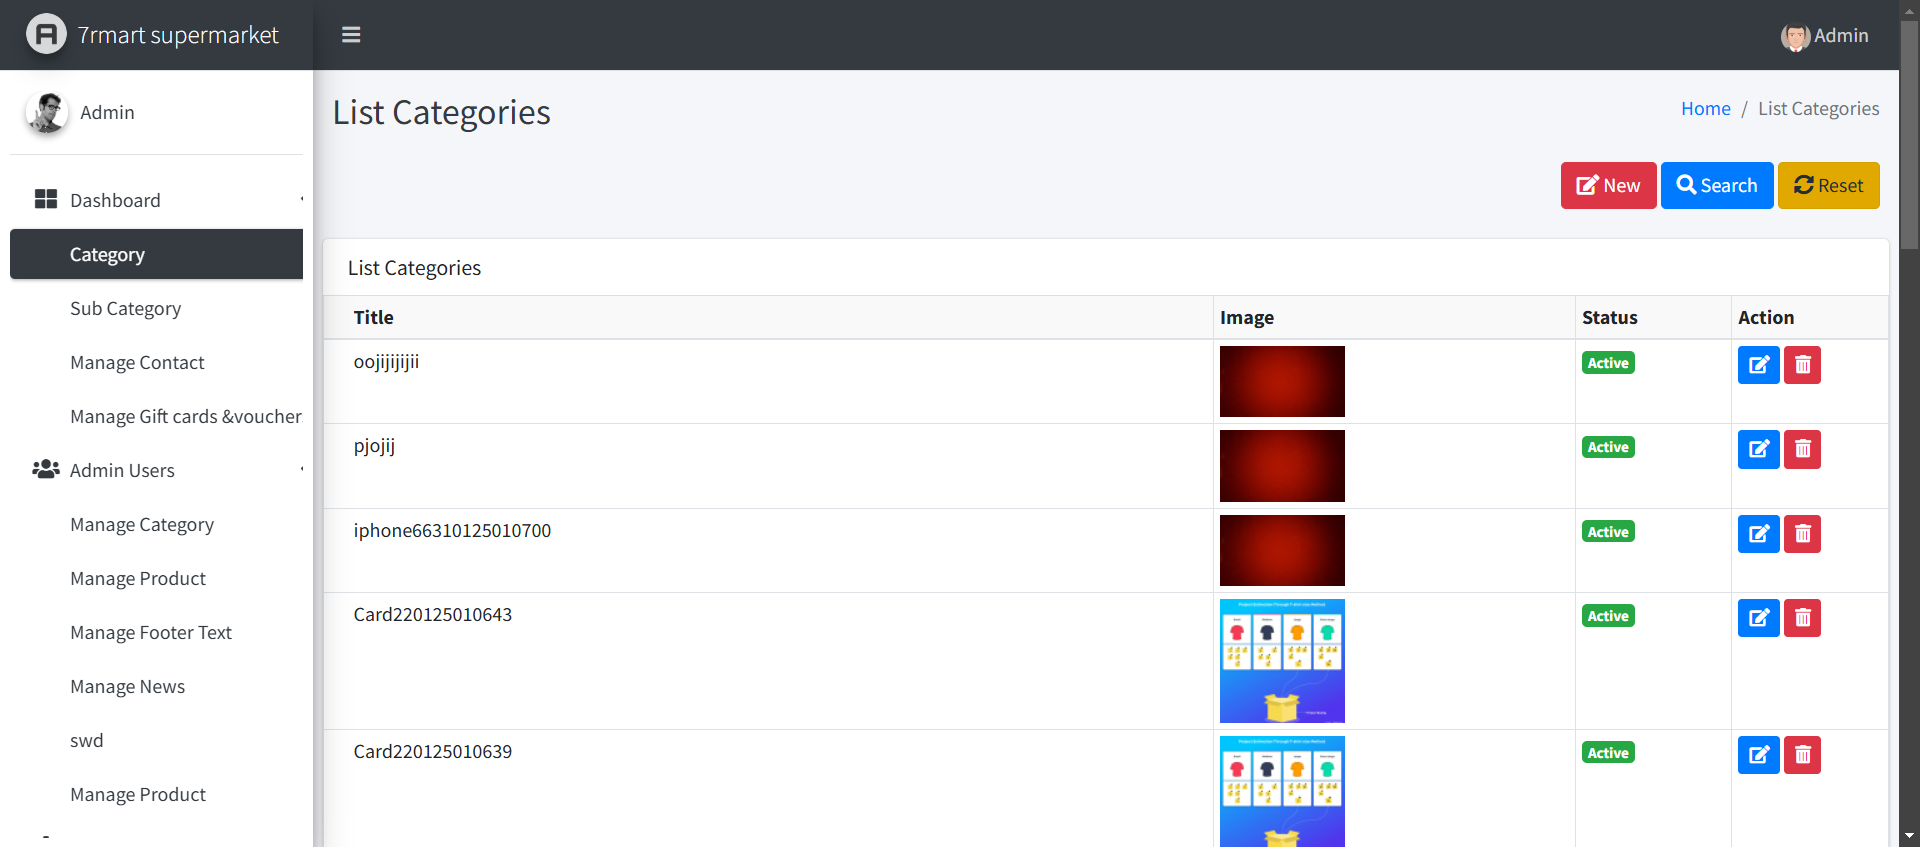 7rmart supermarket
Admin
Admin
List Categories
Home / List Categories
New
Search
Reset
Dashboard
Category
Sub Category
Manage Contact
Manage Gift cards &voucher
Admin Users
Manage Category
Manage Product
Manage Footer Text
Manage News
swd
Manage Product
List Categories
Title Image Status Action
oojijijijii Active
pjojij Active
iphone66310125010700 Active
Card220125010643 Active
Card220125010639 Active